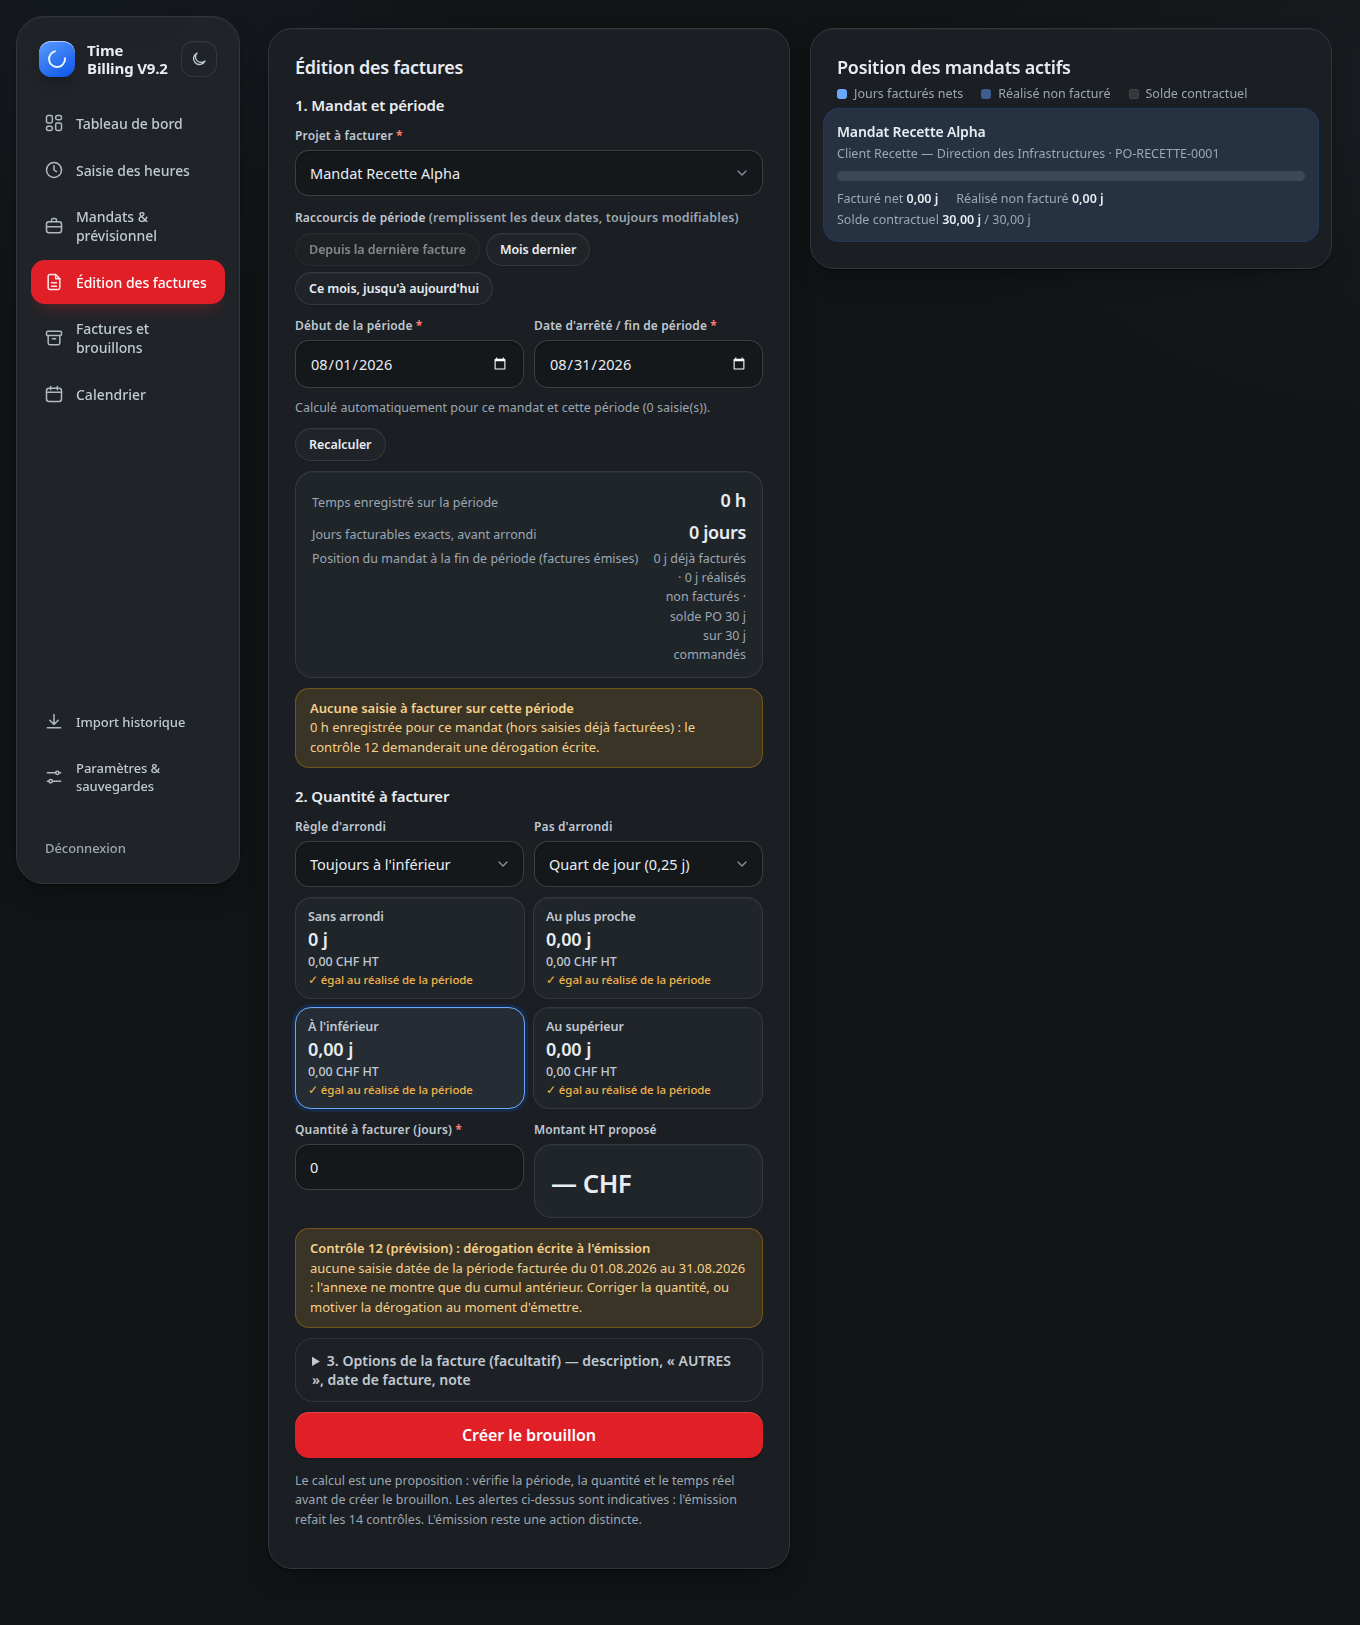 Time
Billing V9.2
Tableau de bord
Saisie des heures
Mandats &
prévisionnel
Édition des factures
Factures et
brouillons
Calendrier
Import historique
Paramètres &
sauvegardes
Déconnexion
Édition des factures
1. Mandat et période
Projet à facturer *
Mandat Recette Alpha
Raccourcis de période (remplissent les deux dates, toujours modifiables)
Depuis la dernière facture
Mois dernier
Ce mois, jusqu'à aujourd'hui
Début de la période *
Date d'arrêté / fin de période *
08/01/2026
08/31/2026
Calculé automatiquement pour ce mandat et cette période (0 saisie(s)).
Recalculer
Temps enregistré sur la période
0 h
Jours facturables exacts, avant arrondi
0 jours
Position du mandat à la fin de période (factures émises)
0 j déjà facturés
· 0 j réalisés
non facturés ·
solde PO 30 j
sur 30 j
commandés
Aucune saisie à facturer sur cette période
0 h enregistrée pour ce mandat (hors saisies déjà facturées) : le
contrôle 12 demanderait une dérogation écrite.
2. Quantité à facturer
Règle d'arrondi
Pas d'arrondi
Toujours à l'inférieur
Quart de jour (0,25 j)
Sans arrondi
0 j
0,00 CHF HT
✓ égal au réalisé de la période
Au plus proche
0,00 j
0,00 CHF HT
✓ égal au réalisé de la période
À l'inférieur
0,00 j
0,00 CHF HT
✓ égal au réalisé de la période
Au supérieur
0,00 j
0,00 CHF HT
✓ égal au réalisé de la période
Quantité à facturer (jours) *
Montant HT proposé
0
— CHF
Contrôle 12 (prévision) : dérogation écrite à l'émission
aucune saisie datée de la période facturée du 01.08.2026 au 31.08.2026
: l'annexe ne montre que du cumul antérieur. Corriger la quantité, ou
motiver la dérogation au moment d'émettre.
3. Options de la facture (facultatif) — description, « AUTRES
», date de facture, note
Créer le brouillon
Le calcul est une proposition : vérifie la période, la quantité et le temps réel
avant de créer le brouillon. Les alertes ci-dessus sont indicatives : l'émission
refait les 14 contrôles. L'émission reste une action distincte.
Position des mandats actifs
Jours facturés nets
Réalisé non facturé
Solde contractuel
Mandat Recette Alpha
Client Recette — Direction des Infrastructures · PO-RECETTE-0001
Facturé net 0,00 j
Réalisé non facturé 0,00 j
Solde contractuel 30,00 j / 30,00 j